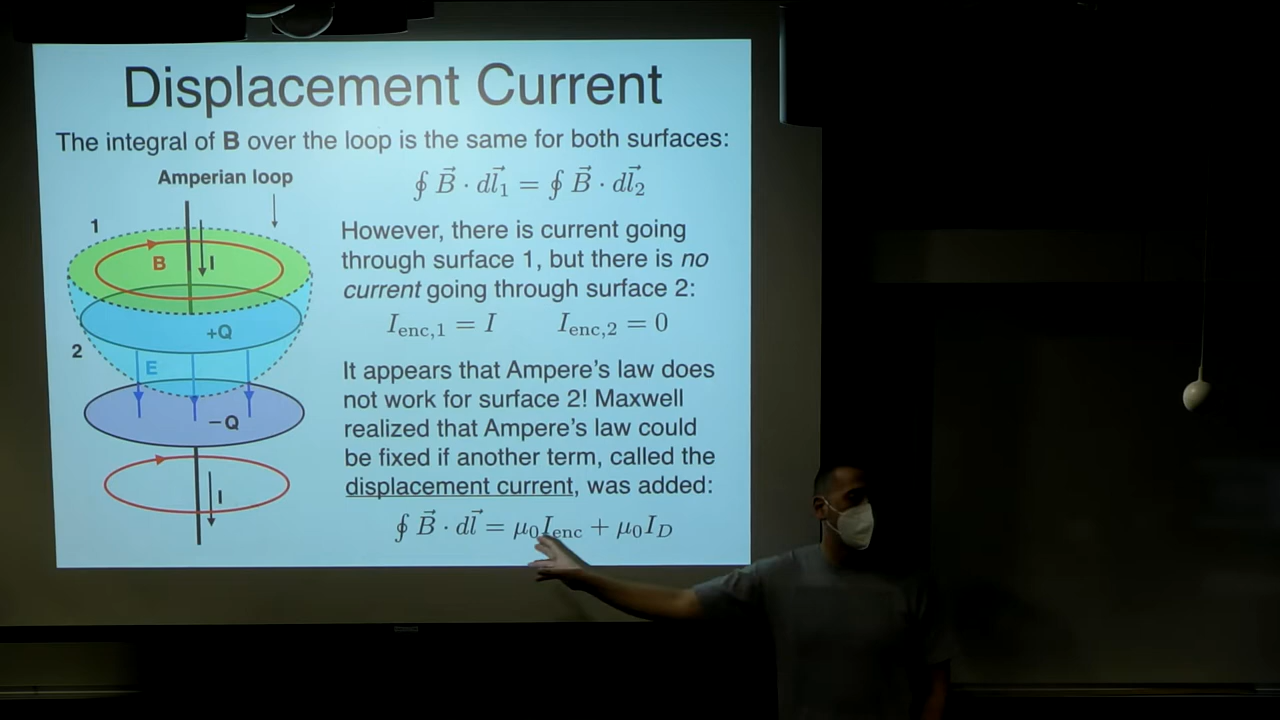 Displacement Current
The integral of B over the loop is the same for both surfaces:
Amperian loop
1
B
I
+Q
2
E
−Q
I
∮ B⃗ · dl⃗₁ = ∮ B⃗ · dl⃗₂
However, there is current going
through surface 1, but there is no
current going through surface 2:
Ienc,1 = I Ienc,2 = 0
It appears that Ampere's law does
not work for surface 2! Maxwell
realized that Ampere's law could
be fixed if another term, called the
displacement current, was added:
∮ B⃗ · dl⃗ = μ₀Ienc + μ₀I_D